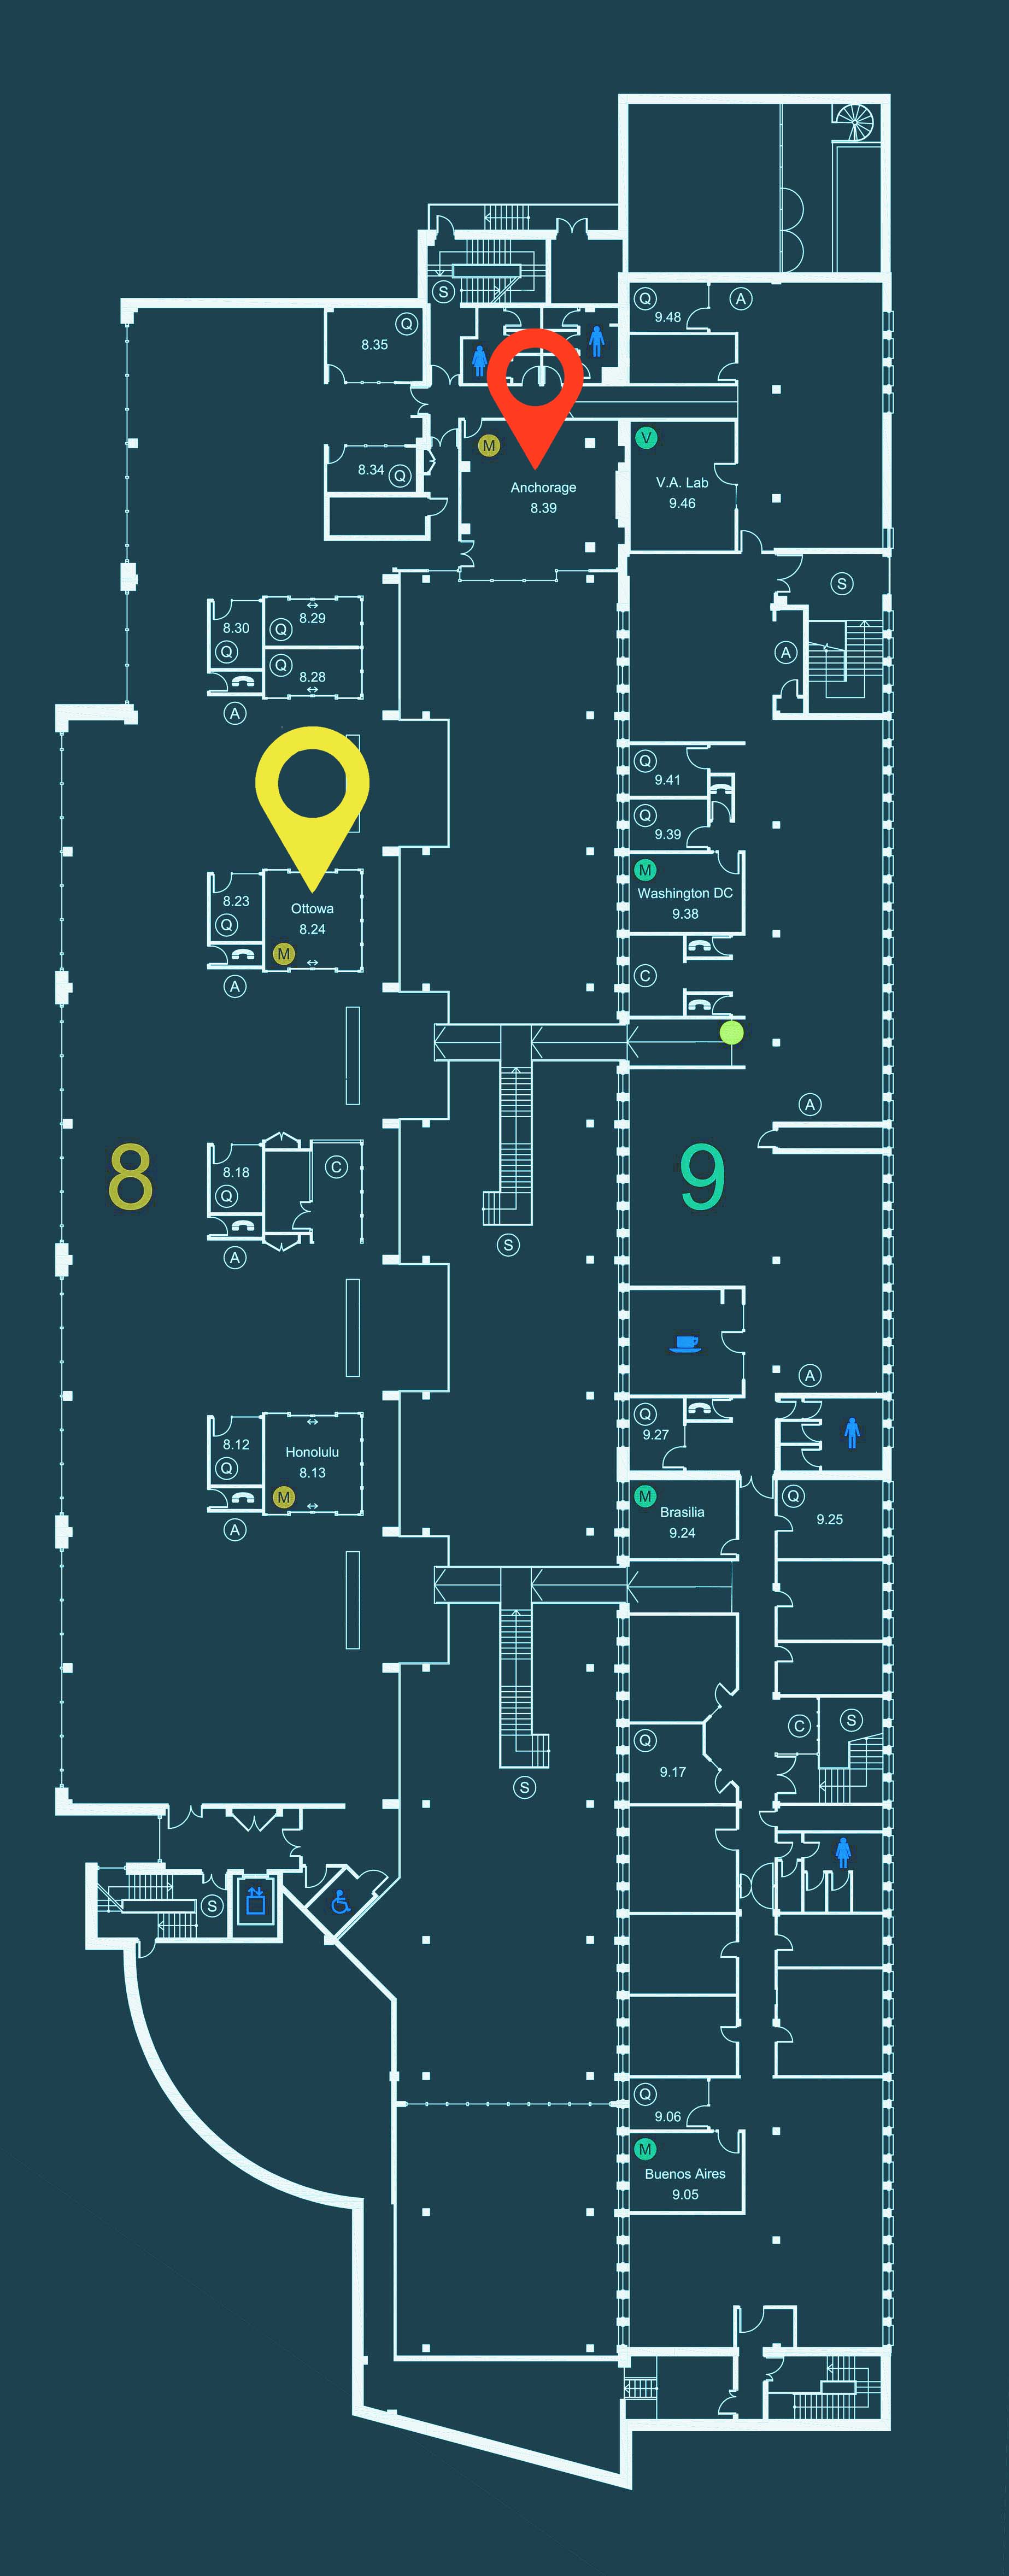 S
Q
9.48
A
Q
8.35
8.34
Q
M
Anchorage
8.39
V
V.A. Lab
9.46
S
A
8.30
Q
8.29
Q
Q
8.28
A
Q
9.41
Q
9.39
M
Washington DC
9.38
C
8.23
Q
Ottowa
8.24
M
A
A
8
8.18
Q
C
A
S
9
A
Q
9.27
8.12
Q
Honolulu
8.13
M
A
M
Brasilia
9.24
Q
9.25
C
S
Q
9.17
S
S
Q
9.06
M
Buenos Aires
9.05